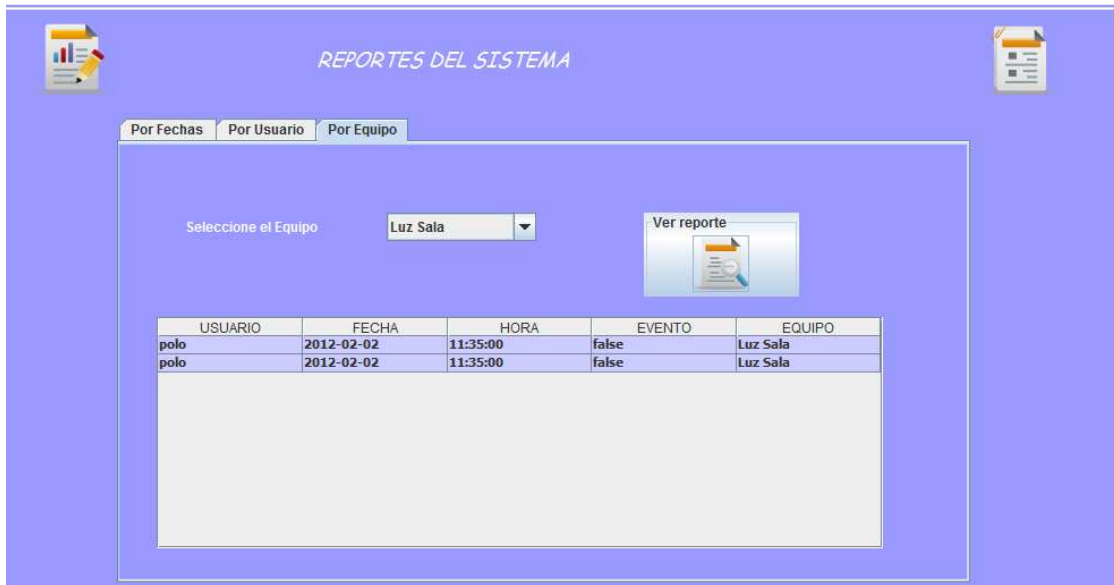 REPORTES DEL SISTEMA
Por Fechas Por Usuario Por Equipo
Seleccione el Equipo Luz Sala Ver reporte
USUARIO FECHA HORA EVENTO EQUIPO
polo 2012-02-02 11:35:00 false Luz Sala
polo 2012-02-02 11:35:00 false Luz Sala